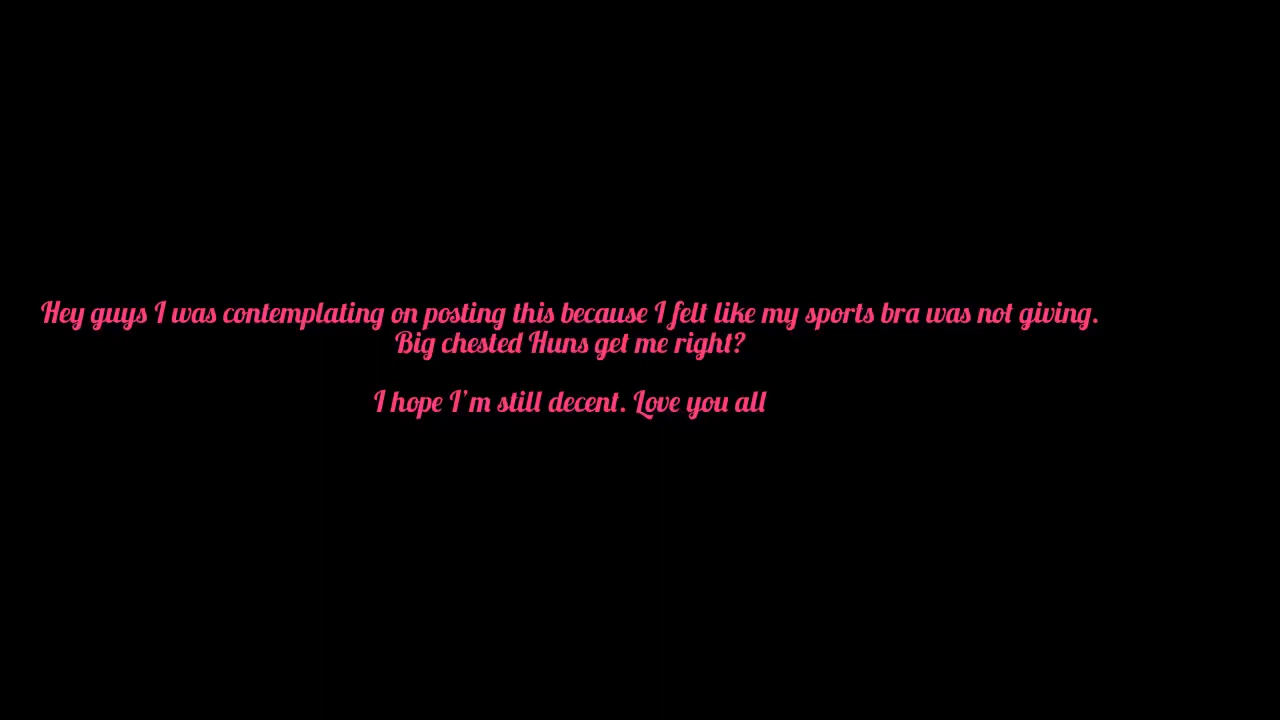 Hey guys I was contemplating on posting this because I felt like my sports bra was not giving.
Big chested Huns get me right?
I hope I'm still decent. Love you all